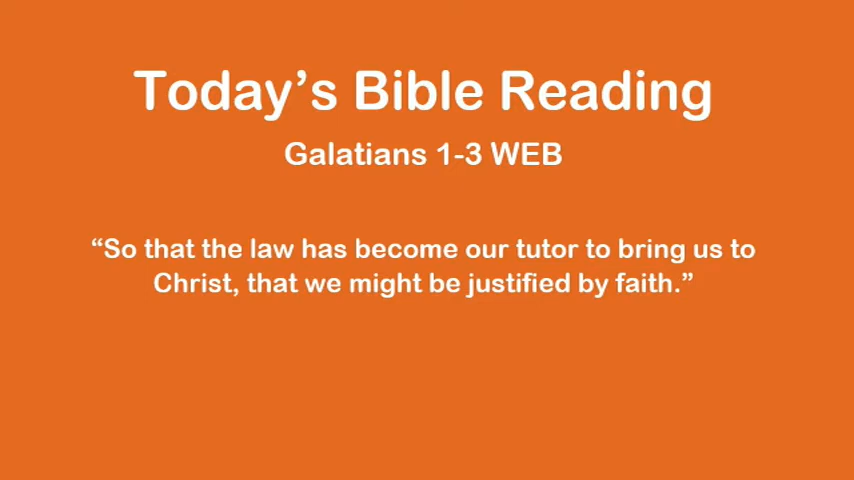 Today’s Bible Reading
Galatians 1-3 WEB
“So that the law has become our tutor to bring us to
Christ, that we might be justified by faith.”